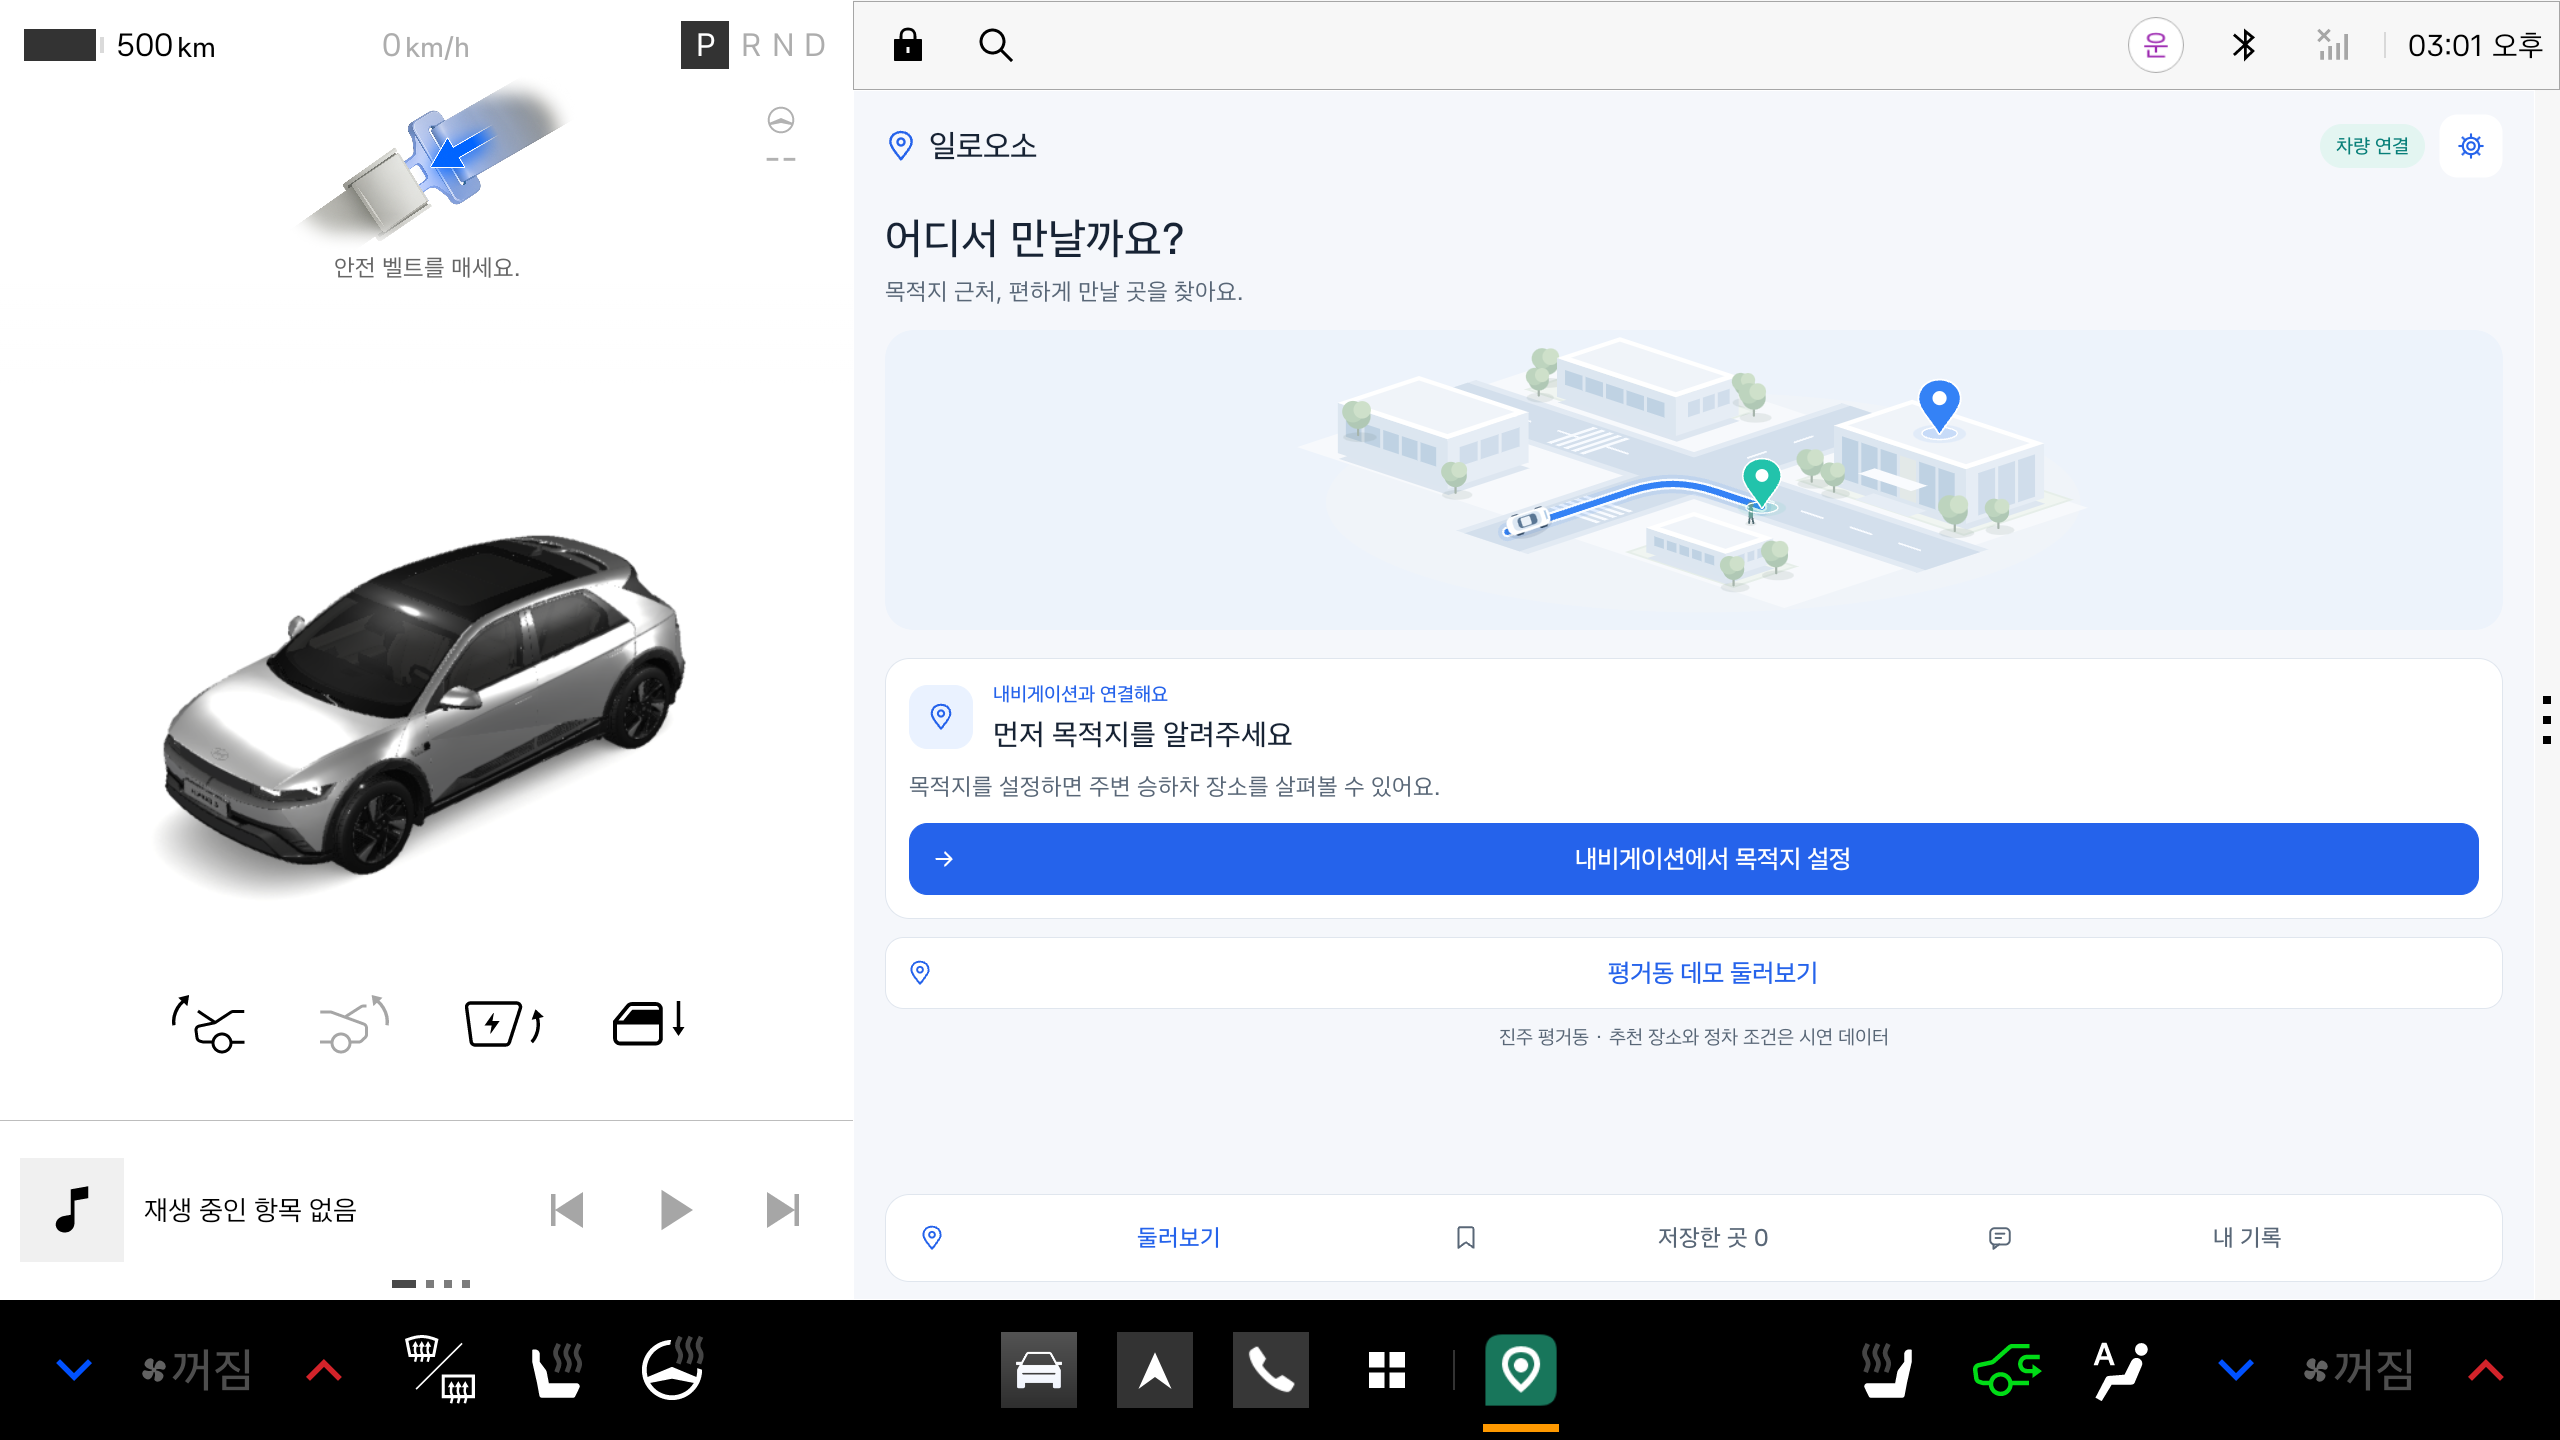 500 km
0 km/h
P R N D
안전 벨트를 매세요.
재생 중인 항목 없음
운
03:01 오후
일로오소
차량 연결
어디서 만날까요?
목적지 근처, 편하게 만날 곳을 찾아요.
내비게이션과 연결해요
먼저 목적지를 알려주세요
목적지를 설정하면 주변 승하차 장소를 살펴볼 수 있어요.
내비게이션에서 목적지 설정
평거동 데모 둘러보기
진주 평거동 · 추천 장소와 정차 조건은 시연 데이터
둘러보기
저장한 곳 0
내 기록
꺼짐
A
꺼짐